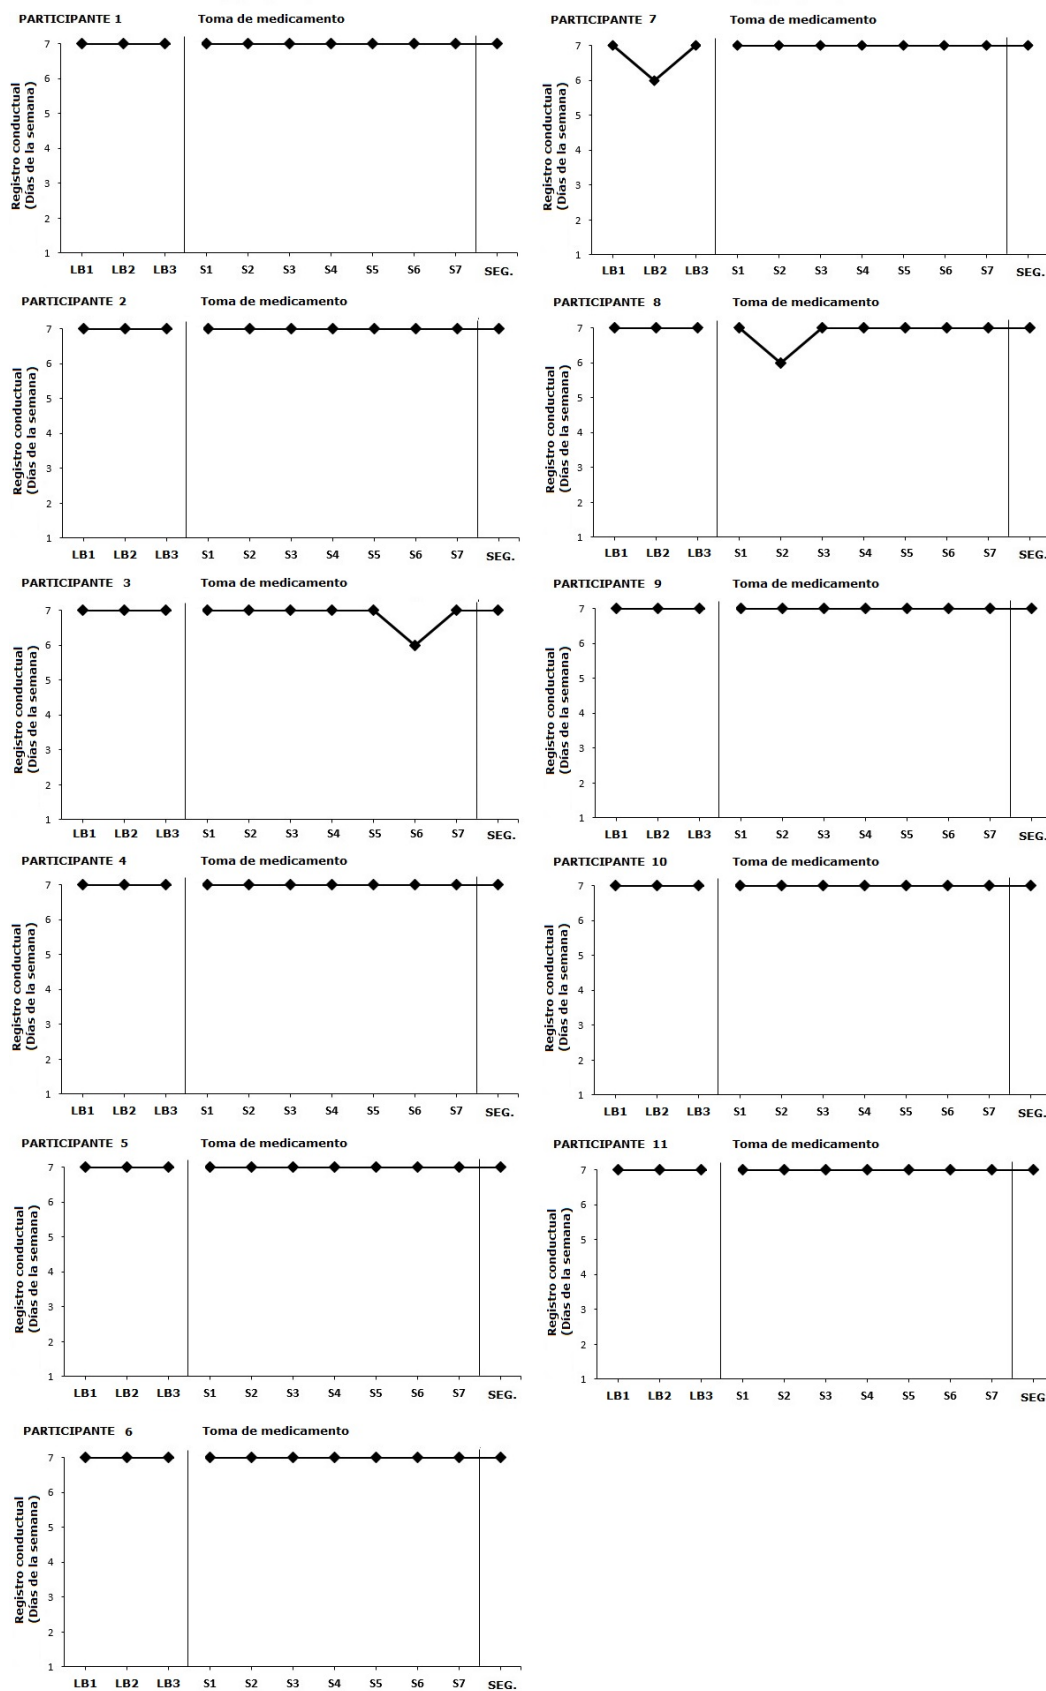 PARTICIPANTE 1 Toma de medicamento
Registro conductual
(Días de la semana)
7
6
5
4
3
2
1
LB1 LB2 LB3 S1 S2 S3 S4 S5 S6 S7 SEG.
PARTICIPANTE 2 Toma de medicamento
Registro conductual
(Días de la semana)
7
6
5
4
3
2
1
LB1 LB2 LB3 S1 S2 S3 S4 S5 S6 S7 SEG.
PARTICIPANTE 3 Toma de medicamento
Registro conductual
(Días de la semana)
7
6
5
4
3
2
1
LB1 LB2 LB3 S1 S2 S3 S4 S5 S6 S7 SEG.
PARTICIPANTE 4 Toma de medicamento
Registro conductual
(Días de la semana)
7
6
5
4
3
2
1
LB1 LB2 LB3 S1 S2 S3 S4 S5 S6 S7 SEG.
PARTICIPANTE 5 Toma de medicamento
Registro conductual
(Días de la semana)
7
6
5
4
3
2
1
LB1 LB2 LB3 S1 S2 S3 S4 S5 S6 S7 SEG.
PARTICIPANTE 6 Toma de medicamento
Registro conductual
(Días de la semana)
7
6
5
4
3
2
1
LB1 LB2 LB3 S1 S2 S3 S4 S5 S6 S7 SEG.
PARTICIPANTE 7 Toma de medicamento
Registro conductual
(Días de la semana)
7
6
5
4
3
2
1
LB1 LB2 LB3 S1 S2 S3 S4 S5 S6 S7 SEG.
PARTICIPANTE 8 Toma de medicamento
Registro conductual
(Días de la semana)
7
6
5
4
3
2
1
LB1 LB2 LB3 S1 S2 S3 S4 S5 S6 S7 SEG.
PARTICIPANTE 9 Toma de medicamento
Registro conductual
(Días de la semana)
7
6
5
4
3
2
1
LB1 LB2 LB3 S1 S2 S3 S4 S5 S6 S7 SEG.
PARTICIPANTE 10 Toma de medicamento
Registro conductual
(Días de la semana)
7
6
5
4
3
2
1
LB1 LB2 LB3 S1 S2 S3 S4 S5 S6 S7 SEG.
PARTICIPANTE 11 Toma de medicamento
Registro conductual
(Días de la semana)
7
6
5
4
3
2
1
LB1 LB2 LB3 S1 S2 S3 S4 S5 S6 S7 SEG